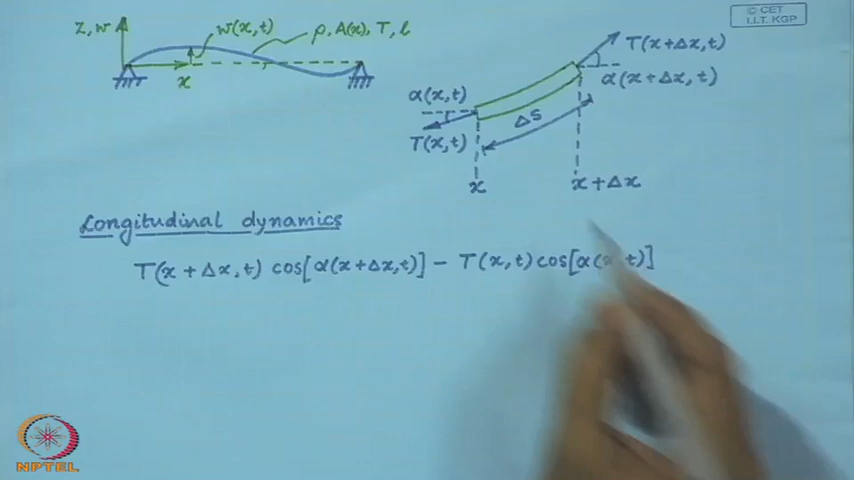 © CET
I.I.T. KGP
z, w
w(x,t)
ρ, A(x), T, l
x
T(x+Δx,t)
α(x+Δx,t)
α(x,t)
T(x,t)
Δs
x
x+Δx
Longitudinal dynamics
T(x+Δx,t) cos[α(x+Δx,t)] − T(x,t) cos[α(x,t)]
NPTEL